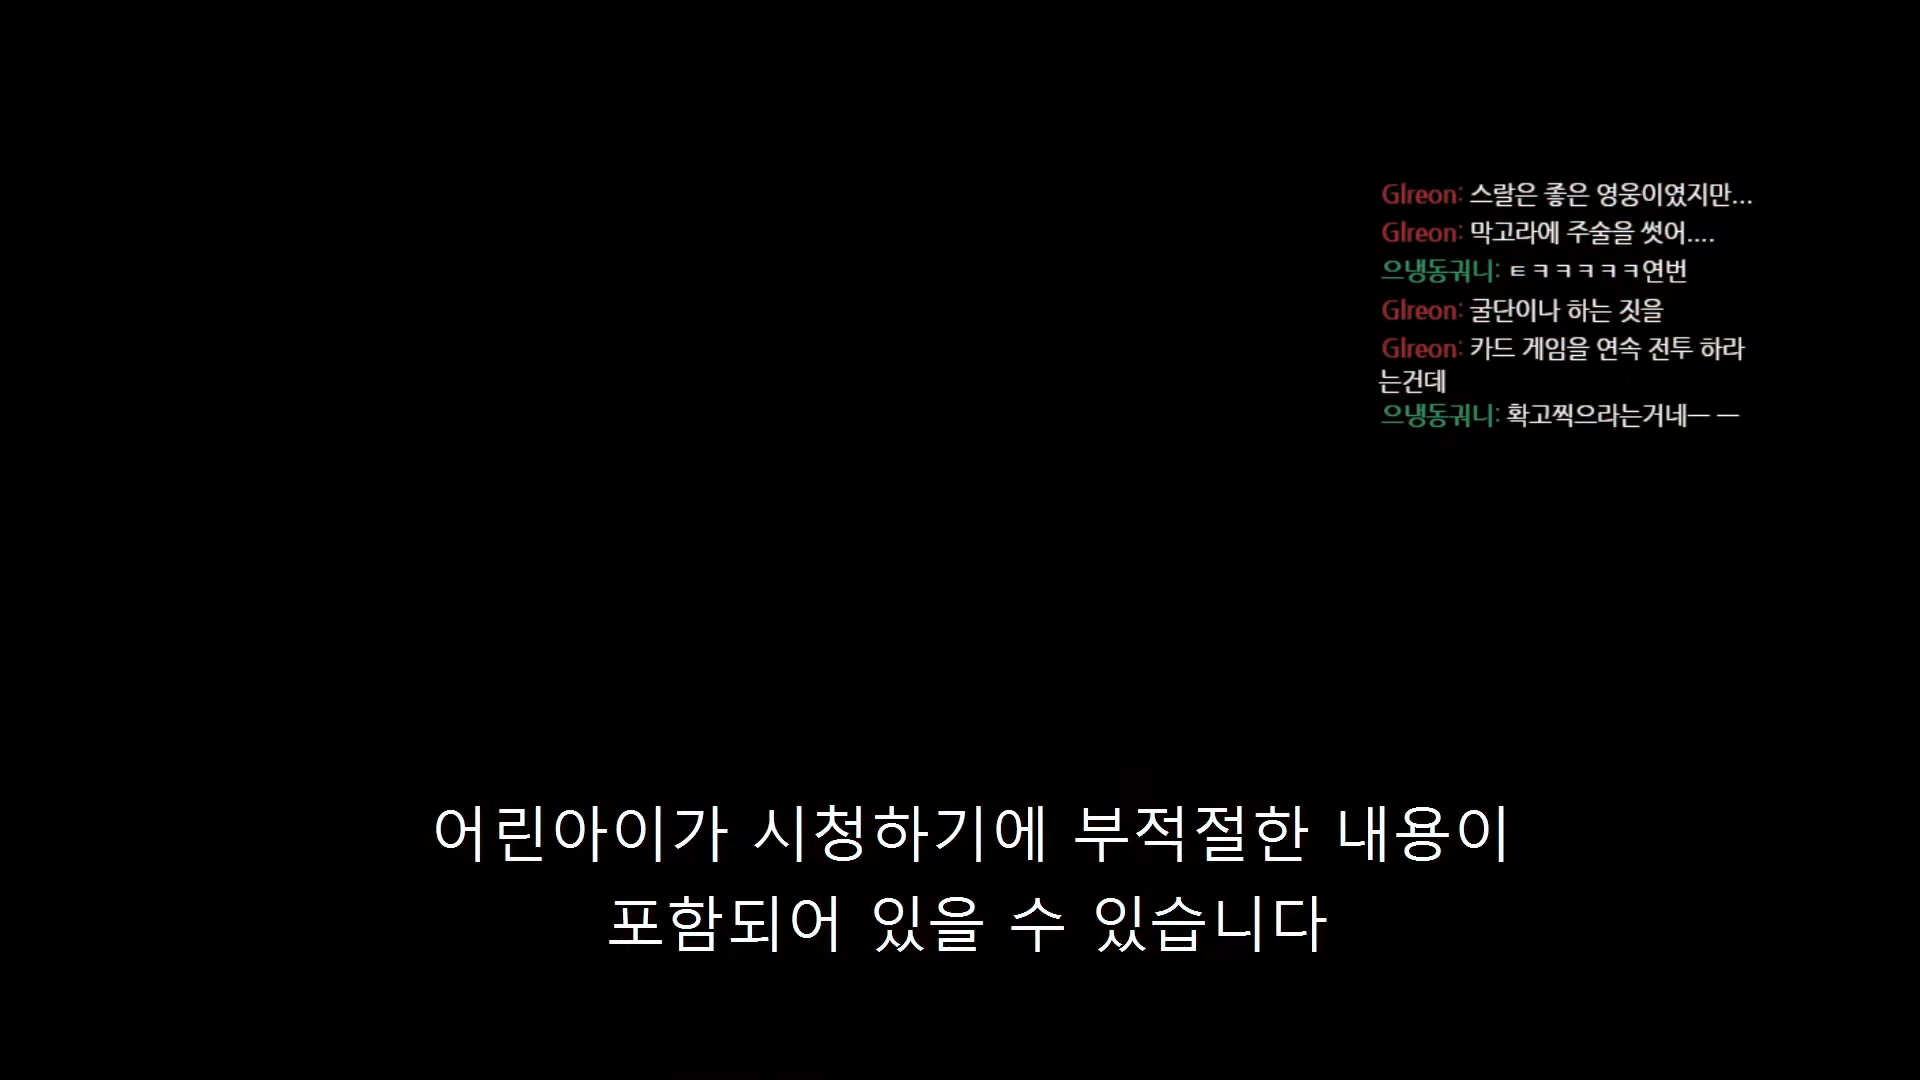 Glreon: 스랄은 좋은 영웅이였지만...
Glreon: 막고라에 주술을 썻어....
으냉동궈니: ㅌㅋㅋㅋㅋㅋ연번
Glreon: 굴단이나 하는 짓을
Glreon: 카드 게임을 연속 전투 하라
는건데
으냉동궈니: 확고찍으라는거네ㅡ ㅡ
어린아이가 시청하기에 부적절한 내용이
포함되어 있을 수 있습니다